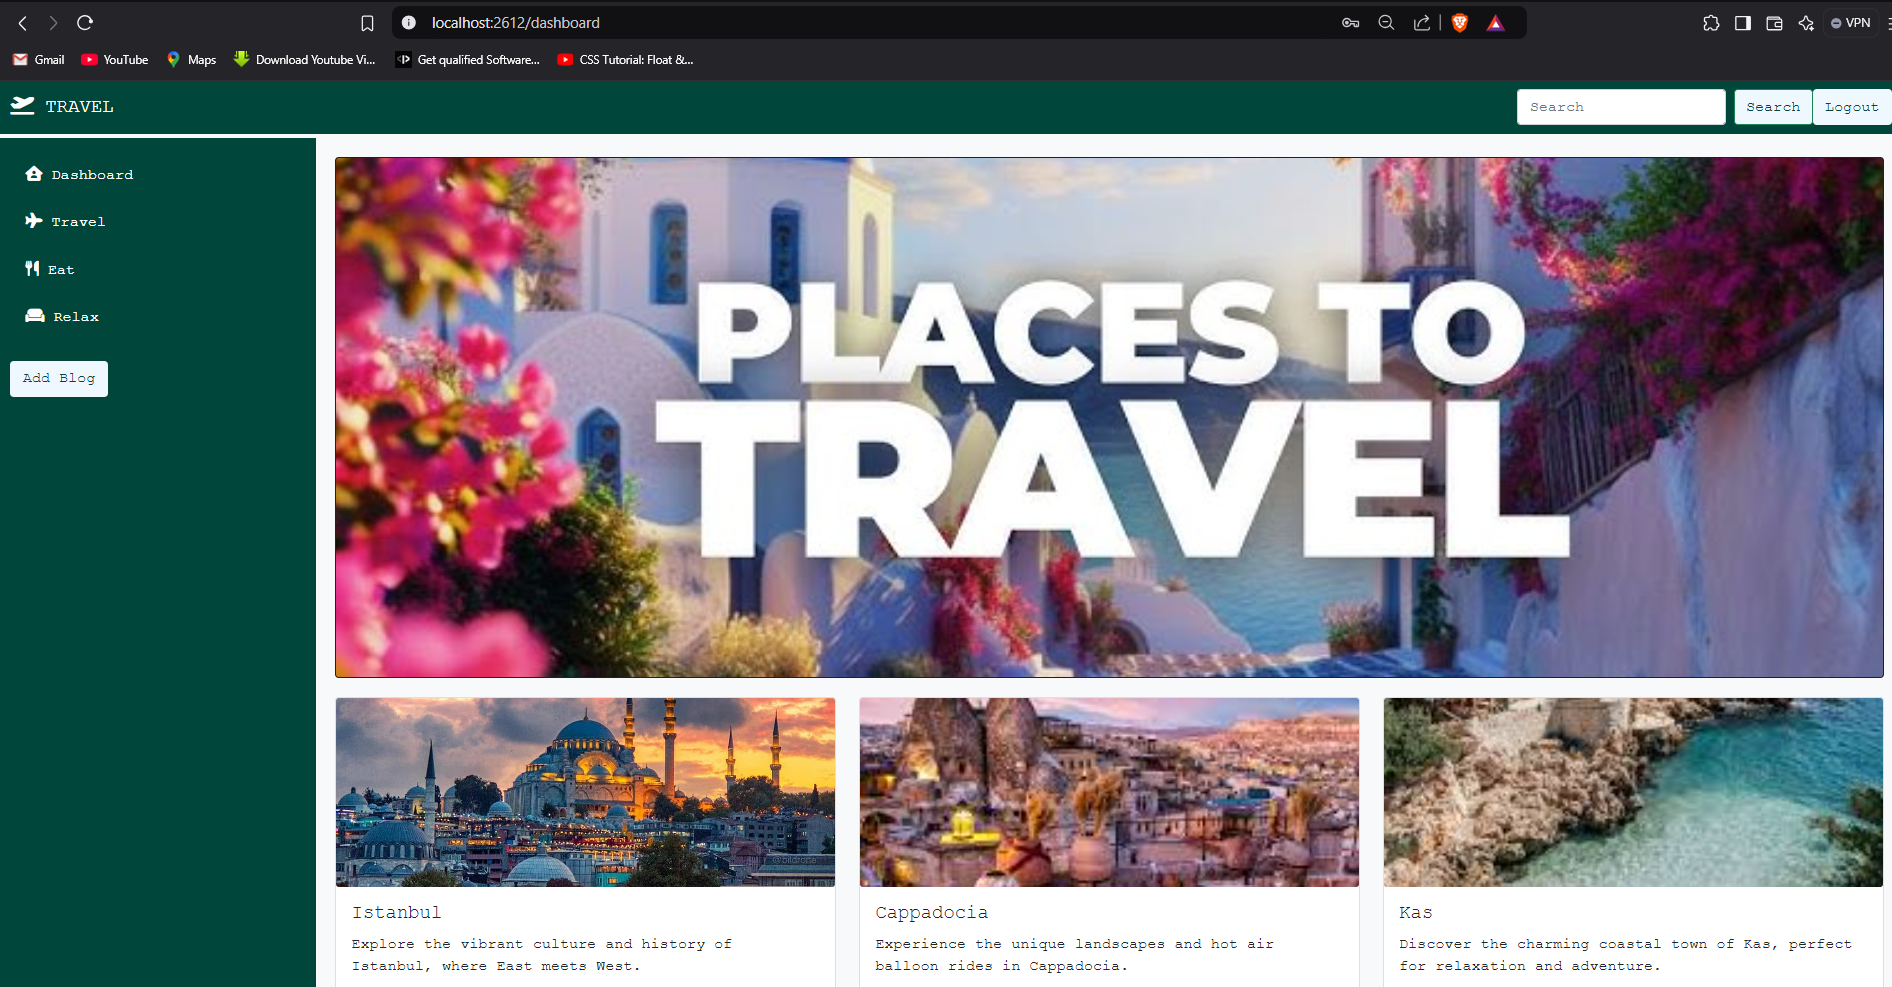 localhost:2612/dashboard
VPN
Gmail
YouTube
Maps
Download Youtube Vi...
Get qualified Software...
CSS Tutorial: Float &...
TRAVEL
Search
Search
Logout
Dashboard
Travel
Eat
Relax
Add Blog
PLACES TO
TRAVEL
Istanbul
Explore the vibrant culture and history of
Istanbul, where East meets West.
Cappadocia
Experience the unique landscapes and hot air
balloon rides in Cappadocia.
Kas
Discover the charming coastal town of Kas, perfect
for relaxation and adventure.